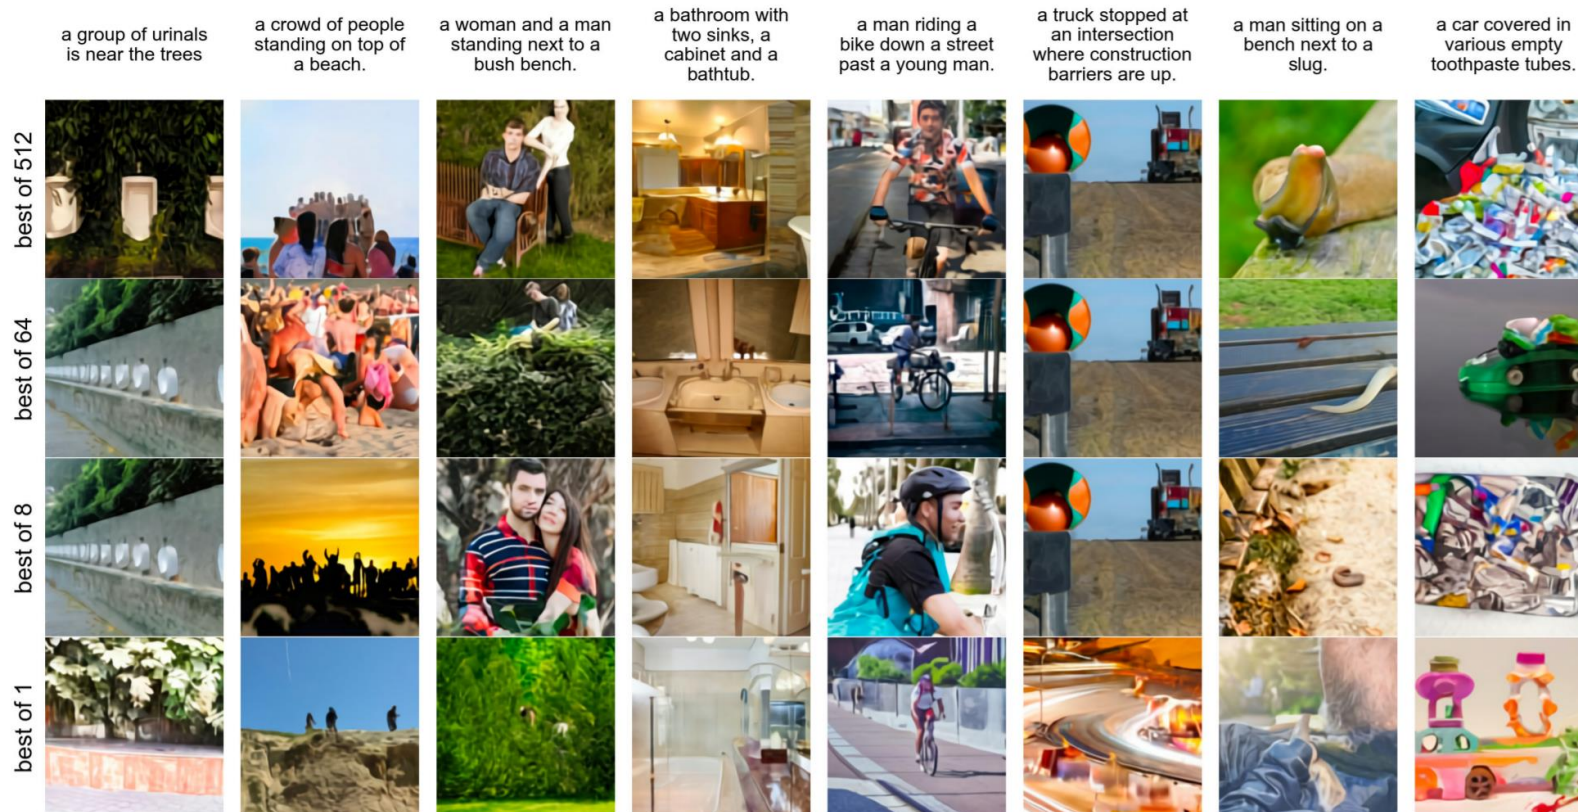 a group of urinals
is near the trees
a crowd of people
standing on top of
a beach.
a woman and a man
standing next to a
bush bench.
a bathroom with
two sinks, a
cabinet and a
bathtub.
a man riding a
bike down a street
past a young man.
a truck stopped at
an intersection
where construction
barriers are up.
a man sitting on a
bench next to a
slug.
a car covered in
various empty
toothpaste tubes.
best of 512
best of 64
best of 8
best of 1